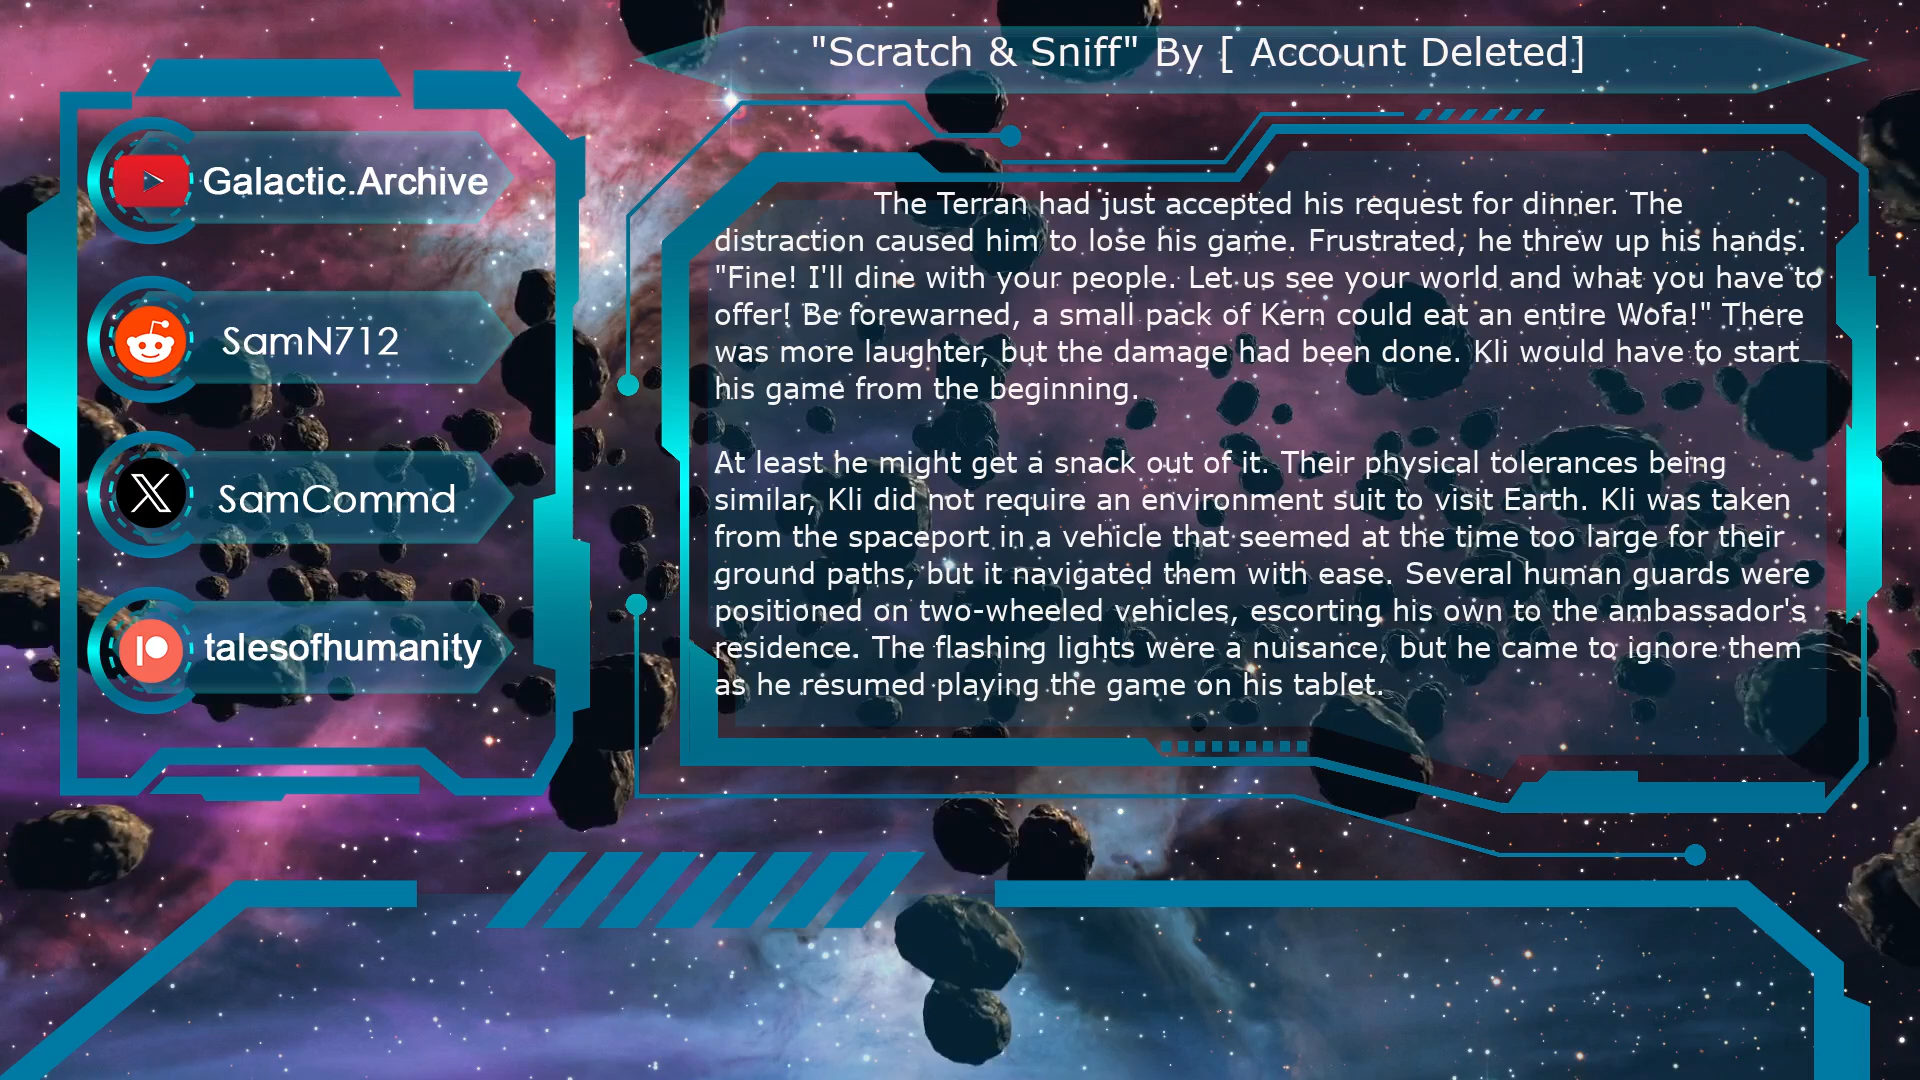 "Scratch & Sniff" By [ Account Deleted]
Galactic.Archive
SamN712
SamCommd
talesofhumanity
The Terran had just accepted his request for dinner. The
distraction caused him to lose his game. Frustrated, he threw up his hands.
"Fine! I'll dine with your people. Let us see your world and what you have to
offer! Be forewarned, a small pack of Kern could eat an entire Wofa!" There
was more laughter, but the damage had been done. Kli would have to start
his game from the beginning.
At least he might get a snack out of it. Their physical tolerances being
similar, Kli did not require an environment suit to visit Earth. Kli was taken
from the spaceport in a vehicle that seemed at the time too large for their
ground paths, but it navigated them with ease. Several human guards were
positioned on two-wheeled vehicles, escorting his own to the ambassador's
residence. The flashing lights were a nuisance, but he came to ignore them
as he resumed playing the game on his tablet.